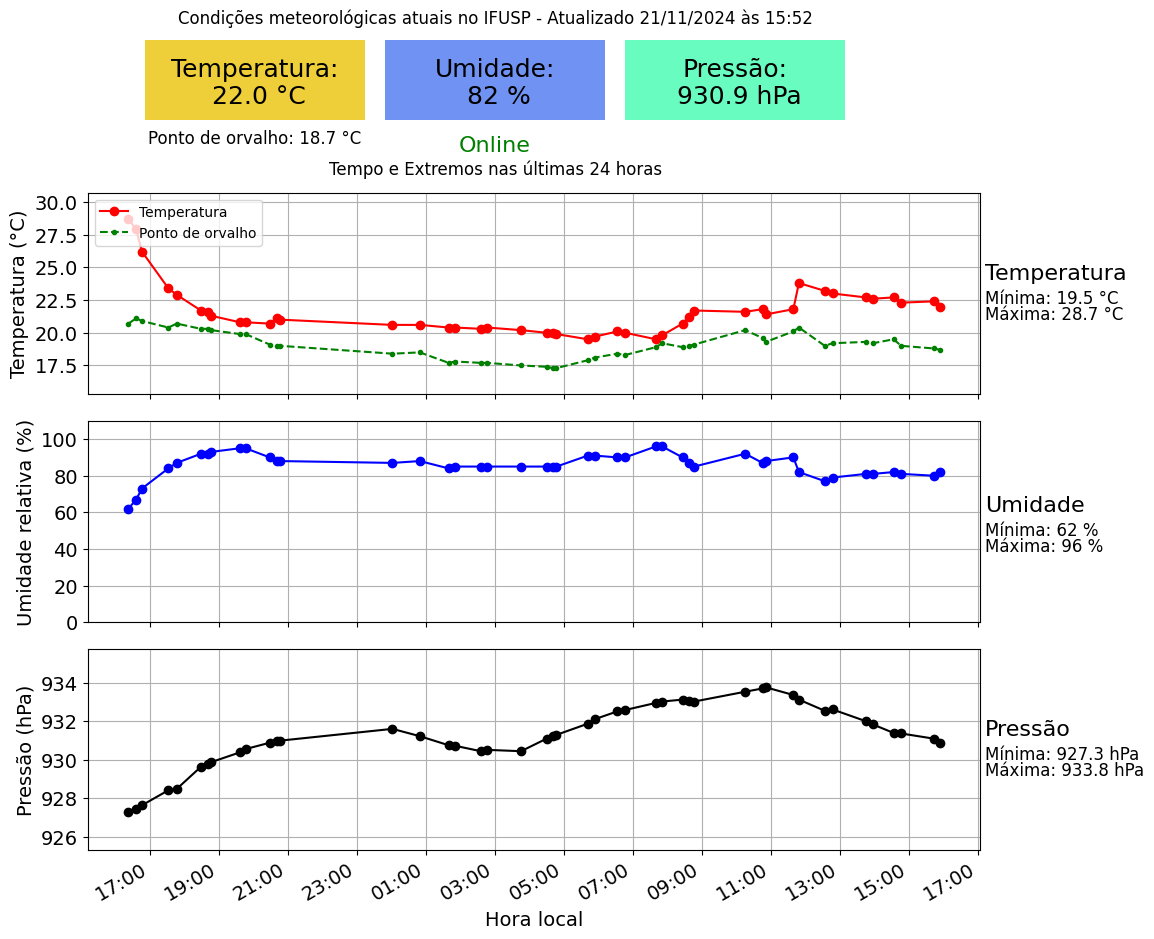 Condições meteorológicas atuais no IFUSP - Atualizado 21/11/2024 às 15:52
Temperatura:
22.0 °C
Umidade:
82 %
Pressão:
930.9 hPa
Ponto de orvalho: 18.7 °C
Online
Tempo e Extremos nas últimas 24 horas
Temperatura (°C)
30.0
27.5
25.0
22.5
20.0
17.5
Temperatura
Ponto de orvalho
Temperatura
Mínima: 19.5 °C
Máxima: 28.7 °C
Umidade relativa (%)
100
80
60
40
20
0
Umidade
Mínima: 62 %
Máxima: 96 %
Pressão (hPa)
934
932
930
928
926
Pressão
Mínima: 927.3 hPa
Máxima: 933.8 hPa
17:00 19:00 21:00 23:00 01:00 03:00 05:00 07:00 09:00 11:00 13:00 15:00 17:00
Hora local